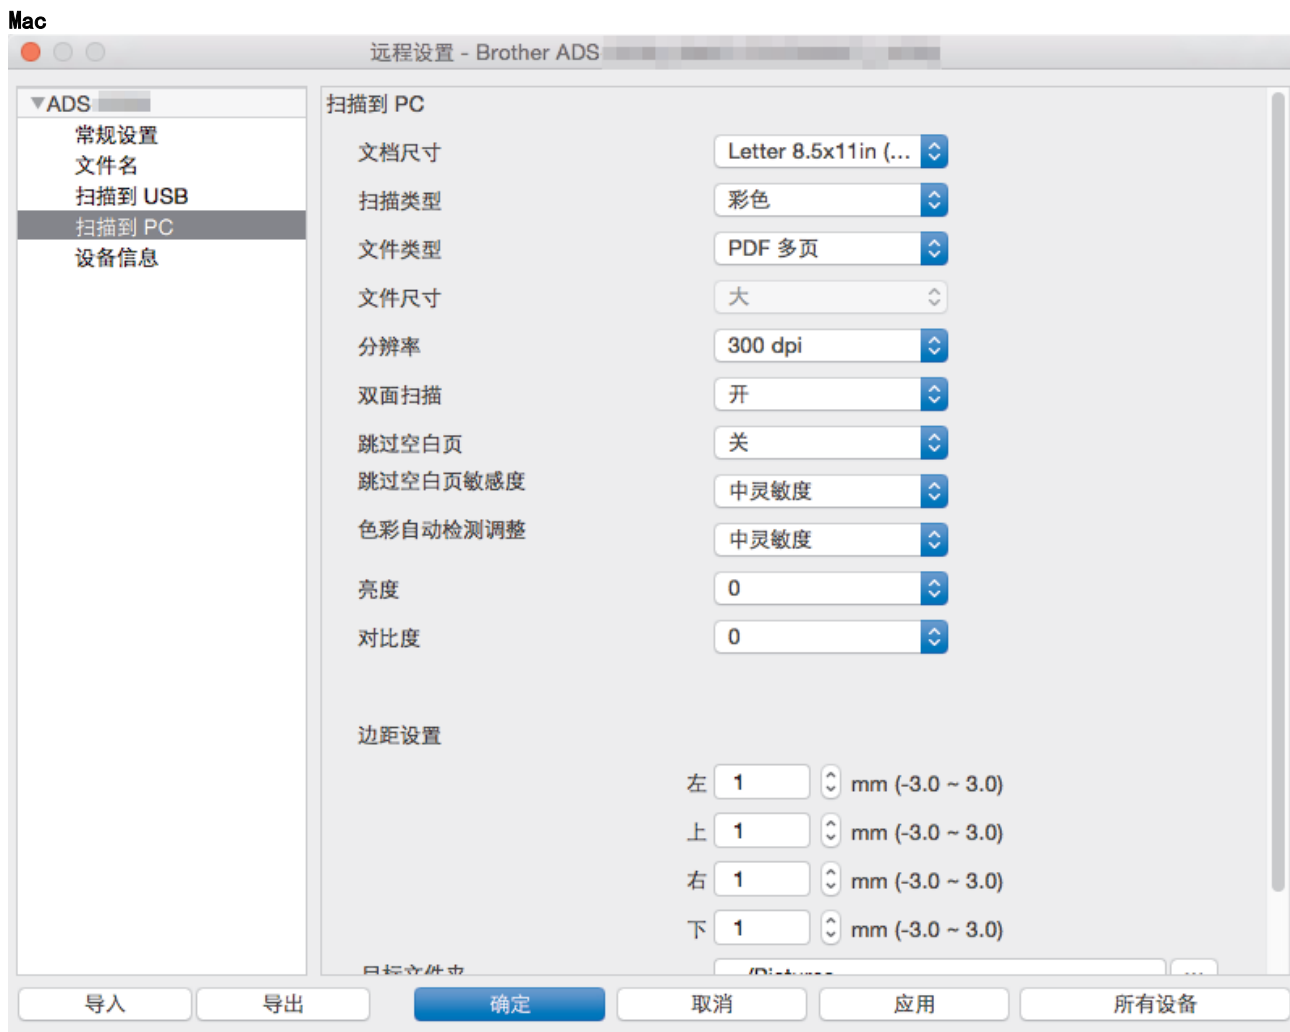 Mac
远程设置 - Brother ADS
ADS
常规设置
文件名
扫描到 USB
扫描到 PC
设备信息
扫描到 PC
文档尺寸 Letter 8.5x11in (...
扫描类型 彩色
文件类型 PDF 多页
文件尺寸 大
分辨率 300 dpi
双面扫描 开
跳过空白页 关
跳过空白页敏感度 中灵敏度
色彩自动检测调整 中灵敏度
亮度 0
对比度 0
边距设置
左 1 mm (-3.0 ~ 3.0)
上 1 mm (-3.0 ~ 3.0)
右 1 mm (-3.0 ~ 3.0)
下 1 mm (-3.0 ~ 3.0)
目标文件夹 /Pictures ...
导入 导出 确定 取消 应用 所有设备